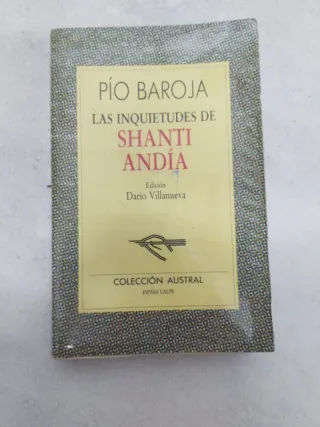 PÍO BAROJA
LAS INQUIETUDES DE
SHANTI
ANDÍA
Edición
Darío Villanueva
COLECCIÓN AUSTRAL
ESPASA CALPE